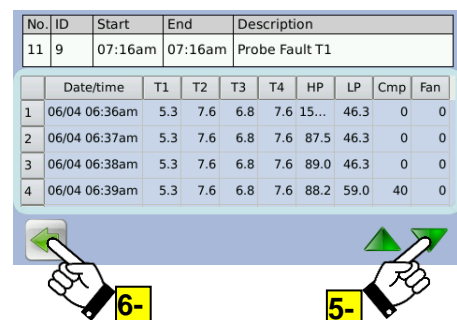 No. ID Start End Description
11 9 07:16am 07:16am Probe Fault T1
Date/time T1 T2 T3 T4 HP LP Cmp Fan
1 06/04 06:36am 5.3 7.6 6.8 7.6 15... 46.3 0 0
2 06/04 06:37am 5.3 7.6 6.8 7.6 87.5 46.3 0 0
3 06/04 06:38am 5.3 7.6 6.8 7.6 89.0 46.3 0 0
4 06/04 06:39am 5.3 7.6 6.8 7.6 88.2 59.0 40 0
6- 5-